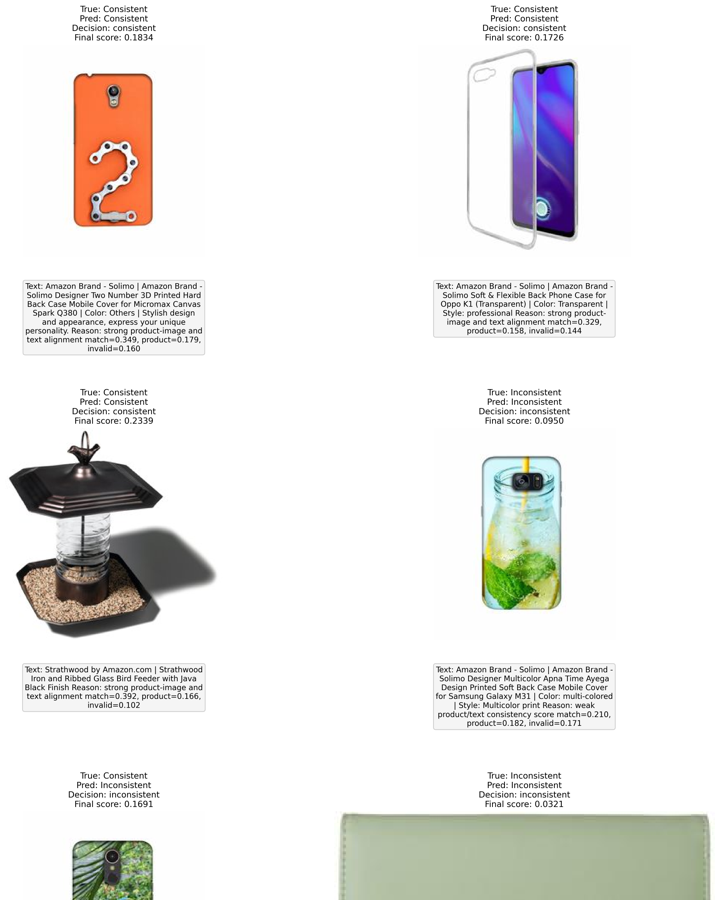 True: Consistent
Pred: Consistent
Decision: consistent
Final score: 0.1834
Text: Amazon Brand - Solimo | Amazon Brand -
Solimo Designer Two Number 3D Printed Hard
Back Case Mobile Cover for Micromax Canvas
Spark Q380 | Color: Others | Stylish design
and appearance, express your unique
personality. Reason: strong product-image and
text alignment match=0.349, product=0.179,
invalid=0.160
True: Consistent
Pred: Consistent
Decision: consistent
Final score: 0.1726
Text: Amazon Brand - Solimo | Amazon Brand -
Solimo Soft & Flexible Back Phone Case for
Oppo K1 (Transparent) | Color: Transparent |
Style: professional Reason: strong product-
image and text alignment match=0.329,
product=0.158, invalid=0.144
True: Consistent
Pred: Consistent
Decision: consistent
Final score: 0.2339
Text: Strathwood by Amazon.com | Strathwood
Iron and Ribbed Glass Bird Feeder with Java
Black Finish Reason: strong product-image and
text alignment match=0.392, product=0.166,
invalid=0.102
True: Inconsistent
Pred: Inconsistent
Decision: inconsistent
Final score: 0.0950
Text: Amazon Brand - Solimo | Amazon Brand -
Solimo Designer Multicolor Apna Time Ayega
Design Printed Soft Back Case Mobile Cover
for Samsung Galaxy M31 | Color: multi-colored
| Style: Multicolor print Reason: weak
product/text consistency score match=0.210,
product=0.182, invalid=0.171
True: Consistent
Pred: Inconsistent
Decision: inconsistent
Final score: 0.1691
True: Inconsistent
Pred: Inconsistent
Decision: inconsistent
Final score: 0.0321